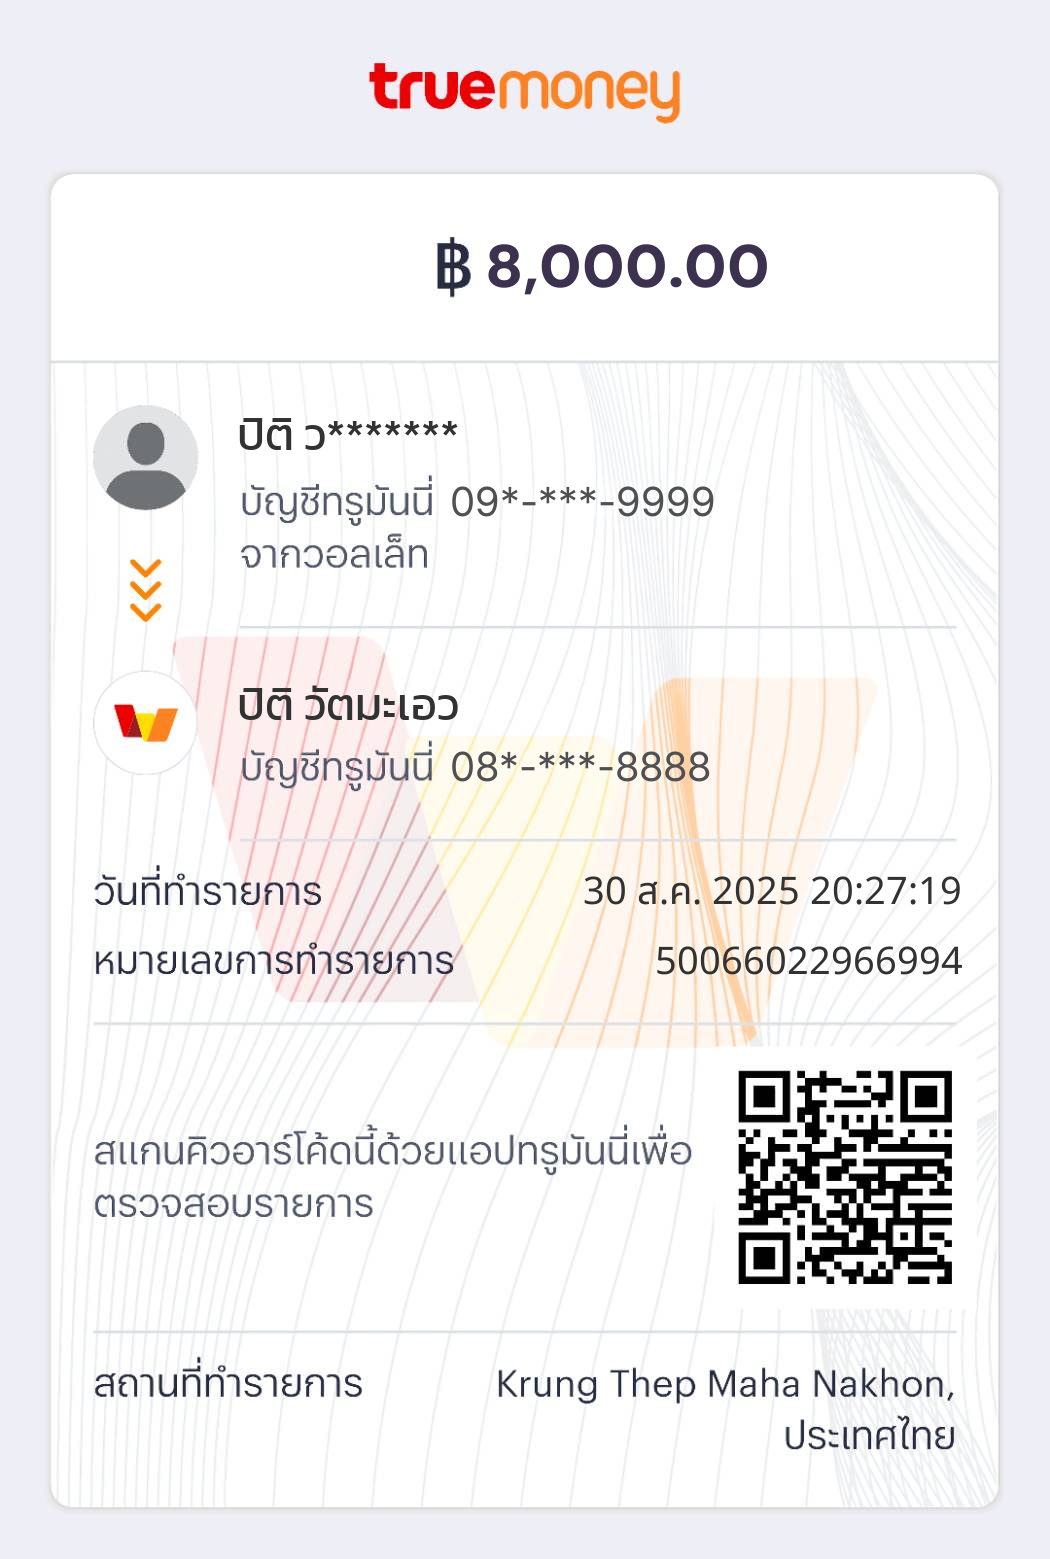 truemoney
฿ 8,000.00
ปิติ ว*******
บัญชีทรูมันนี่ 09*-***-9999
จากวอลเล็ท
ปิติ วัตมะเอว
บัญชีทรูมันนี่ 08*-***-8888
วันที่ทำรายการ 30 ส.ค. 2025 20:27:19
หมายเลขการทำรายการ 50066022966994
สแกนคิวอาร์โค้ดนี้ด้วยแอปทรูมันนี่เพื่อ
ตรวจสอบรายการ
สถานที่ทำรายการ Krung Thep Maha Nakhon,
ประเทศไทย